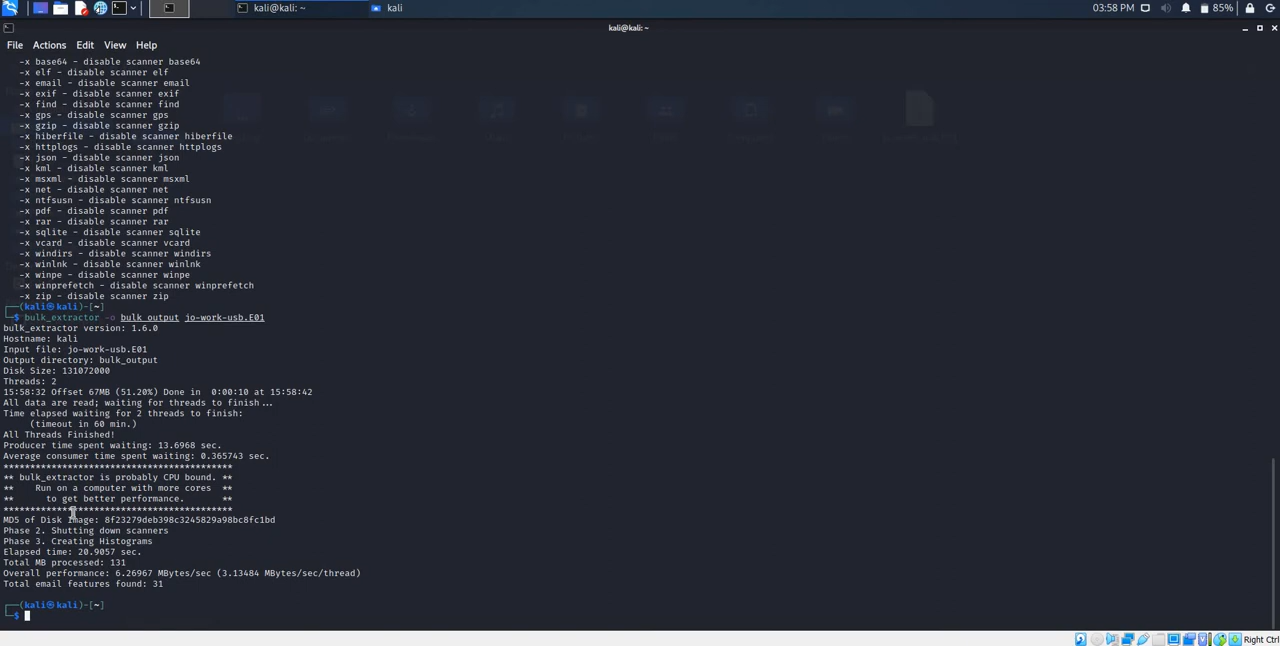 kali@kali: ~
kali
03:58 PM
85%
kali@kali: ~
File Actions Edit View Help
-x base64 - disable scanner base64
-x elf - disable scanner elf
-x email - disable scanner email
-x exif - disable scanner exif
-x find - disable scanner find
-x gps - disable scanner gps
-x gzip - disable scanner gzip
-x hiberfile - disable scanner hiberfile
-x httplogs - disable scanner httplogs
-x json - disable scanner json
-x kml - disable scanner kml
-x msxml - disable scanner msxml
-x net - disable scanner net
-x ntfsusn - disable scanner ntfsusn
-x pdf - disable scanner pdf
-x rar - disable scanner rar
-x sqlite - disable scanner sqlite
-x vcard - disable scanner vcard
-x windirs - disable scanner windirs
-x winlnk - disable scanner winlnk
-x winpe - disable scanner winpe
-x winprefetch - disable scanner winprefetch
-x zip - disable scanner zip
┌──(kali㉿kali)-[~]
└─$ bulk_extractor -o bulk_output jo-work-usb.E01
bulk_extractor version: 1.6.0
Hostname: kali
Input file: jo-work-usb.E01
Output directory: bulk_output
Disk Size: 131072000
Threads: 2
15:58:32 Offset 67MB (51.20%) Done in  0:00:10 at 15:58:42
All data are read; waiting for threads to finish...
Time elapsed waiting for 2 threads to finish:
(timeout in 60 min.)
All Threads Finished!
Producer time spent waiting: 13.6968 sec.
Average consumer time spent waiting: 0.365743 sec.
*******************************************
** bulk_extractor is probably CPU bound. **
** Run on a computer with more cores **
** to get better performance. **
*******************************************
MD5 of Disk Image: 8f23279deb398c3245829a98bc8fc1bd
Phase 2. Shutting down scanners
Phase 3. Creating Histograms
Elapsed time: 20.9057 sec.
Total MB processed: 131
Overall performance: 6.26967 MBytes/sec (3.13484 MBytes/sec/thread)
Total email features found: 31
┌──(kali㉿kali)-[~]
└─$
Right Ctrl